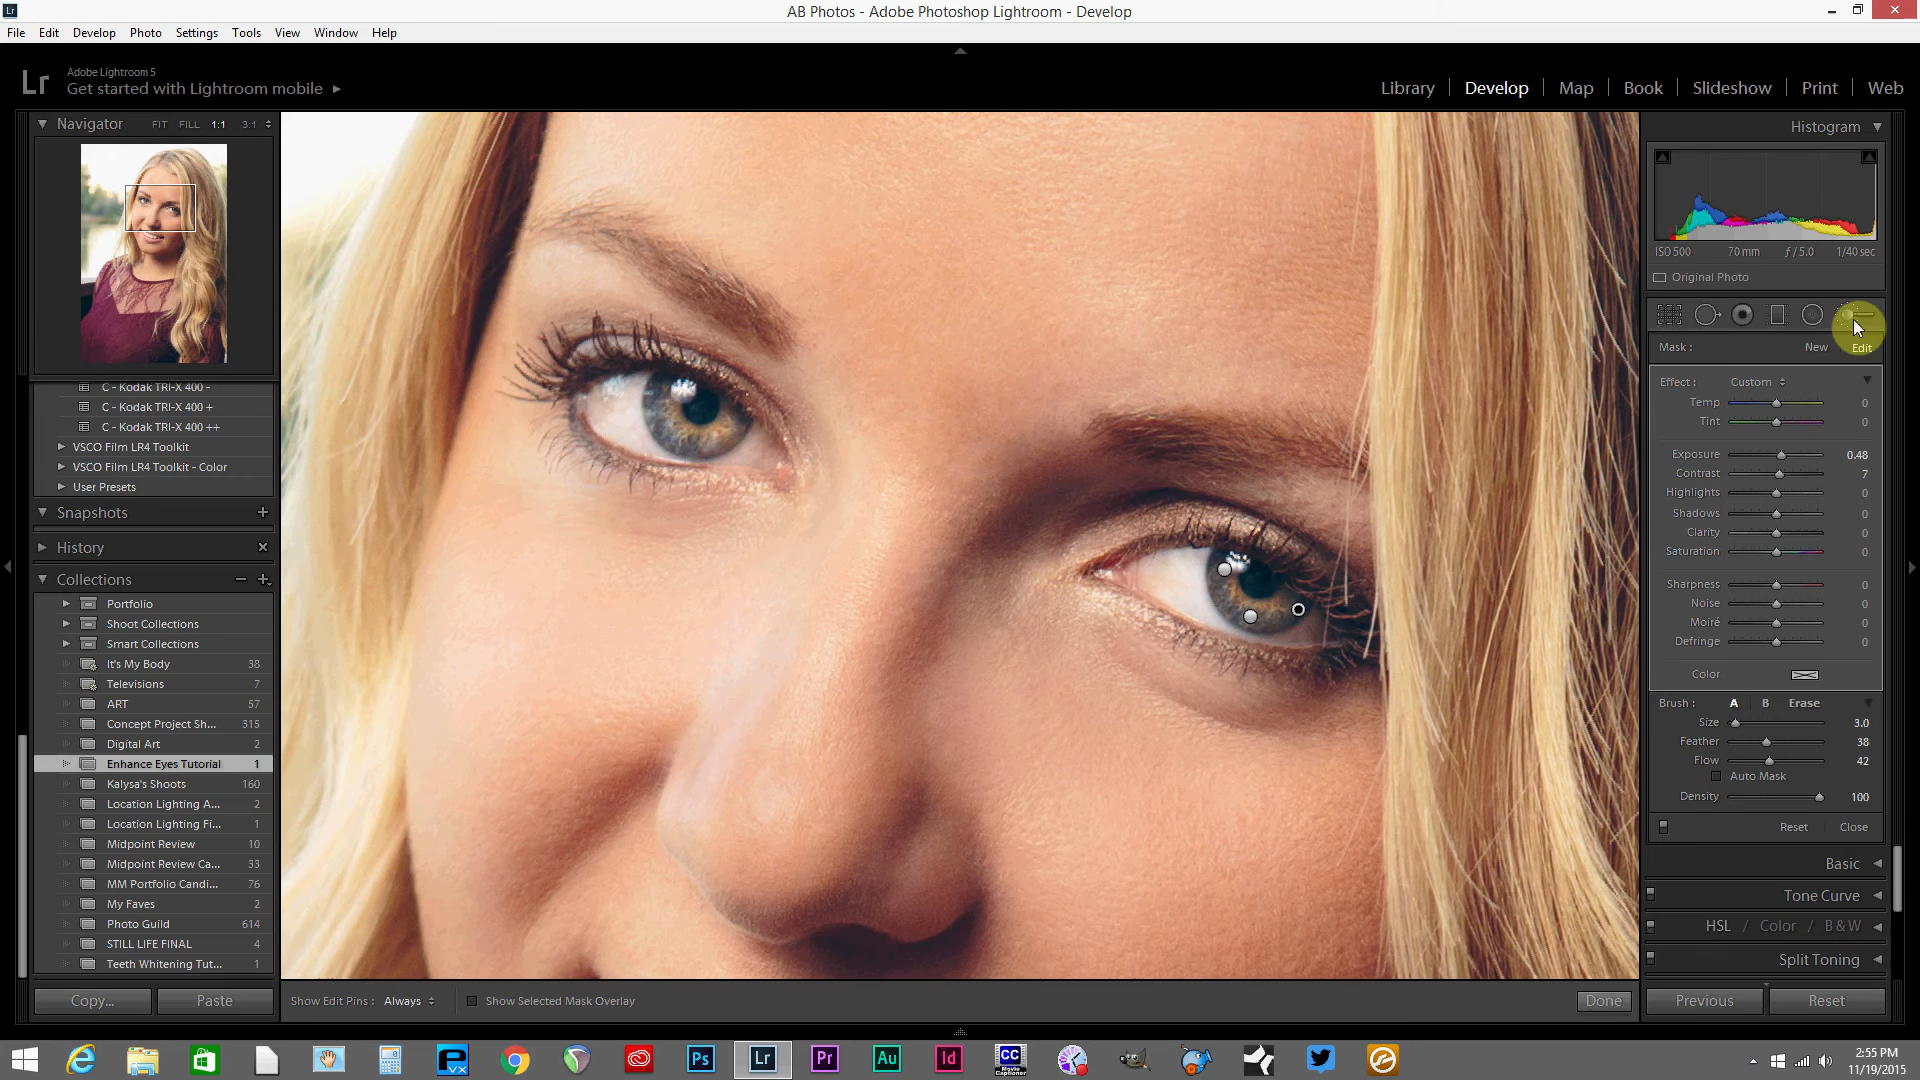 Lr
AB Photos - Adobe Photoshop Lightroom - Develop
File Edit Develop Photo Settings Tools View Window Help
Lr
Adobe Lightroom 5
Get started with Lightroom mobile
Library Develop Map Book Slideshow Print Web
Navigator FIT FILL 1:1 3:1
C - Kodak TRI-X 400 -
C - Kodak TRI-X 400 +
C - Kodak TRI-X 400 ++
VSCO Film LR4 Toolkit
VSCO Film LR4 Toolkit - Color
User Presets
Snapshots
History
Collections
Portfolio
Shoot Collections
Smart Collections
It's My Body 38
Televisions 7
ART 57
Concept Project Sh... 315
Digital Art 2
Enhance Eyes Tutorial 1
Kalysa's Shoots 160
Location Lighting A... 2
Location Lighting Fi... 1
Midpoint Review 10
Midpoint Review Ca... 33
MM Portfolio Candi... 76
My Faves 2
Photo Guild 614
STILL LIFE FINAL 4
Teeth Whitening Tut... 1
Copy... Paste
Show Edit Pins : Always Show Selected Mask Overlay Done
Histogram
ISO 500 70 mm ƒ / 5.0 1/40 sec
Original Photo
Mask : New Edit
Effect : Custom
Temp 0
Tint 0
Exposure 0.48
Contrast 7
Highlights 0
Shadows 0
Clarity 0
Saturation 0
Sharpness 0
Noise 0
Moiré 0
Defringe 0
Color
Brush : A B Erase
Size 3.0
Feather 38
Flow 42
Auto Mask
Density 100
Reset Close
Basic
Tone Curve
HSL / Color / B & W
Split Toning
Previous Reset
Ps Lr Pr Au Id CC
Movie
Captioner
2:55 PM
11/19/2015